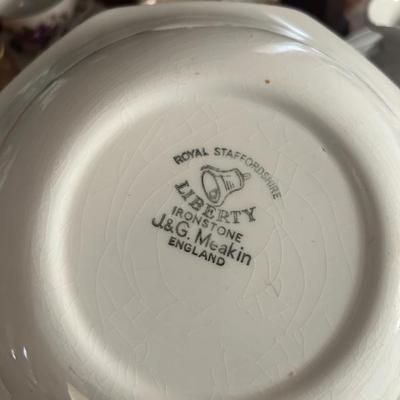 ROYAL STAFFORDSHIRE
LIBERTY
IRONSTONE
J.&G. Meakin
ENGLAND